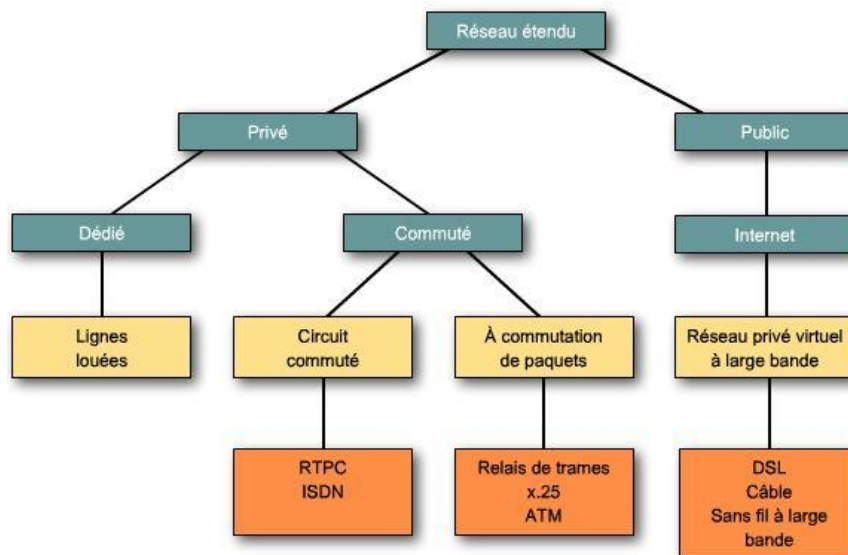 Réseau étendu
Privé
Public
Dédié
Commuté
Internet
Lignes
louées
Circuit
commuté
À commutation
de paquets
Réseau privé virtuel
à large bande
RTPC
ISDN
Relais de trames
x.25
ATM
DSL
Câble
Sans fil à large
bande